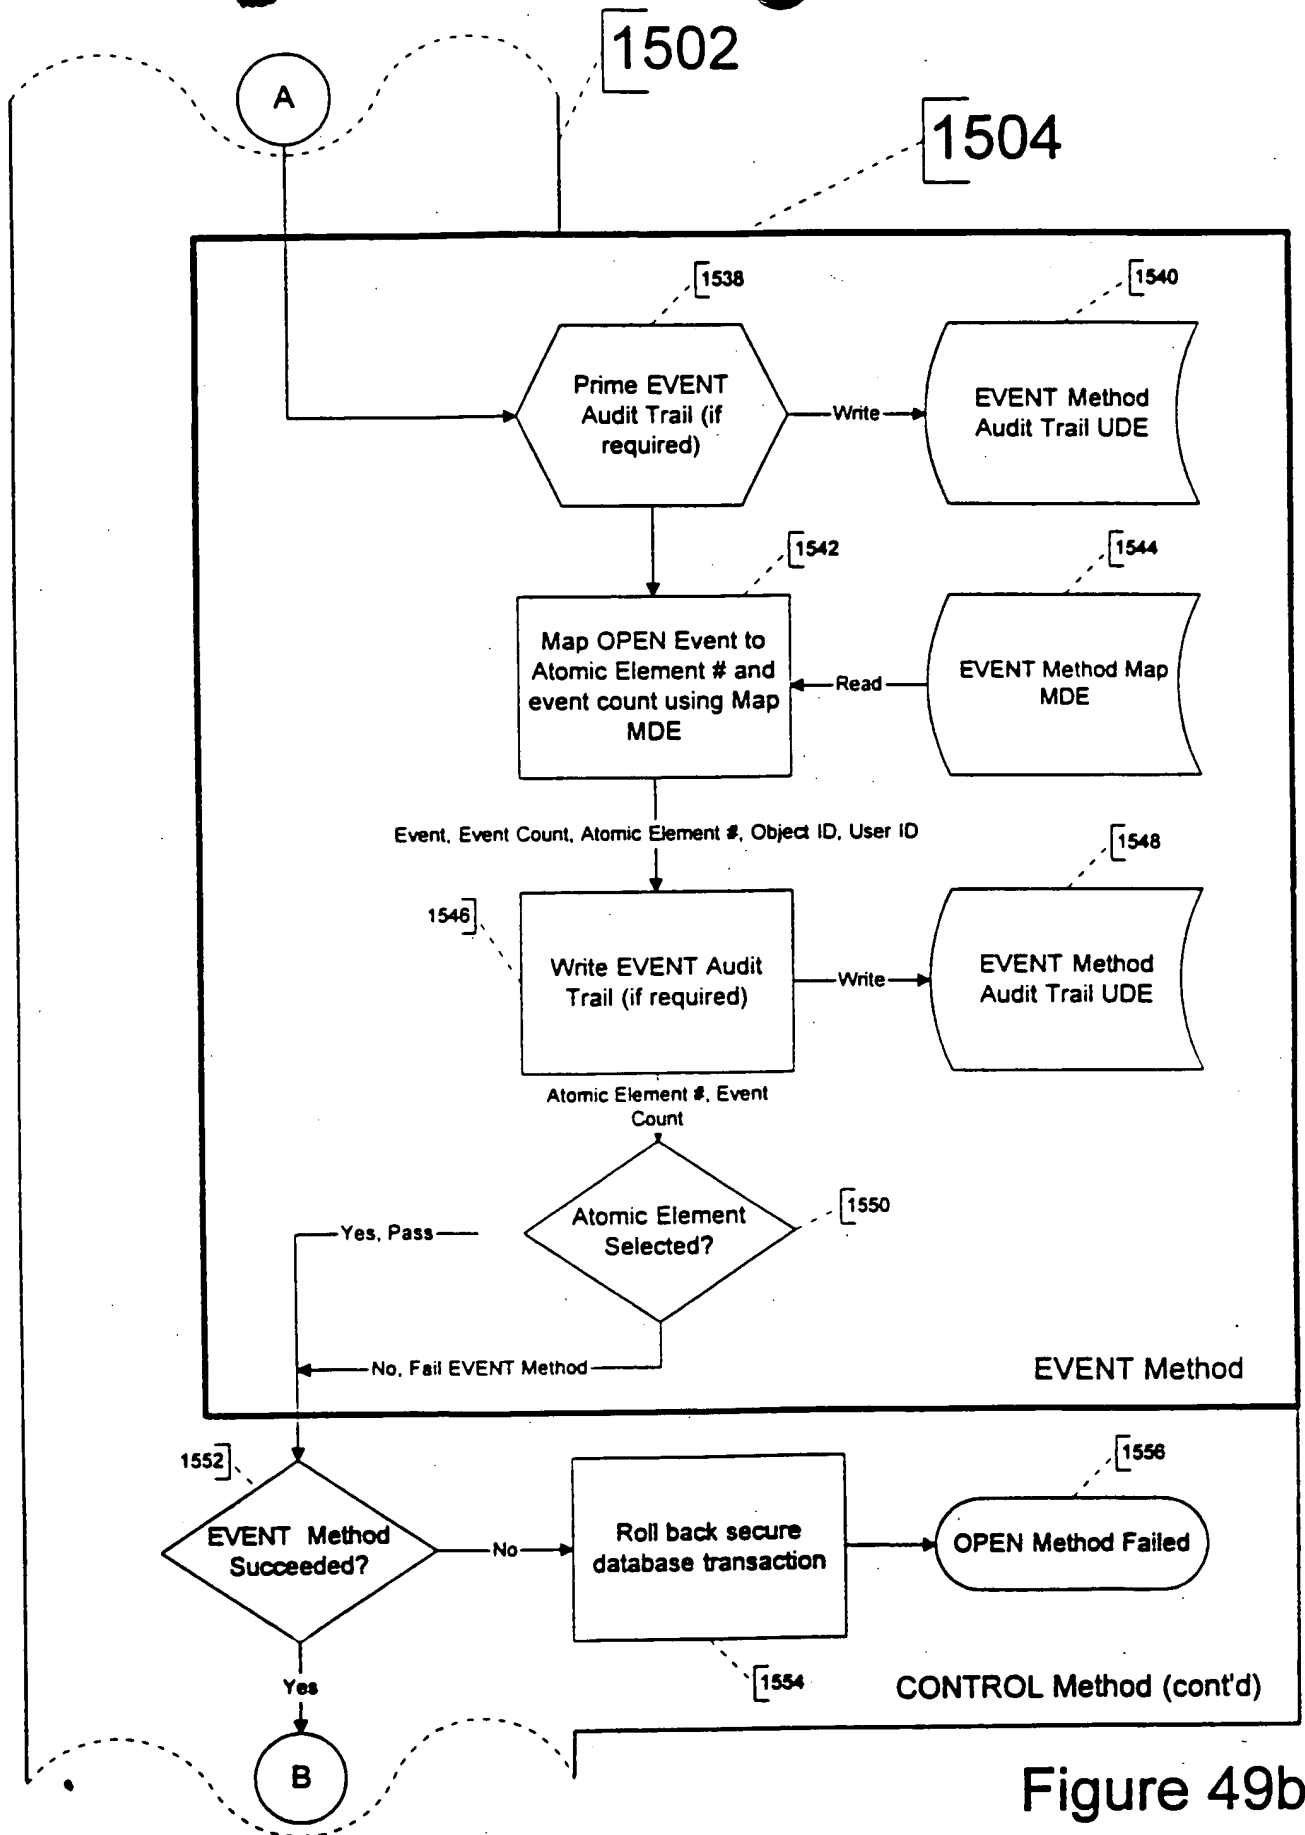 1502
A
1504
1538
1540
Prime EVENT
Audit Trail (if
required)
Write
EVENT Method
Audit Trail UDE
1542
1544
Map OPEN Event to
Atomic Element # and
event count using Map
MDE
Read
EVENT Method Map
MDE
Event, Event Count, Atomic Element #, Object ID, User ID
1548
1546
Write EVENT Audit
Trail (if required)
Write
EVENT Method
Audit Trail UDE
Atomic Element #, Event
Count
1550
Atomic Element
Selected?
Yes, Pass
No, Fail EVENT Method
EVENT Method
1552
1556
EVENT Method
Succeeded?
No
Roll back secure
database transaction
OPEN Method Failed
Yes
1554
CONTROL Method (cont'd)
B
Figure 49b